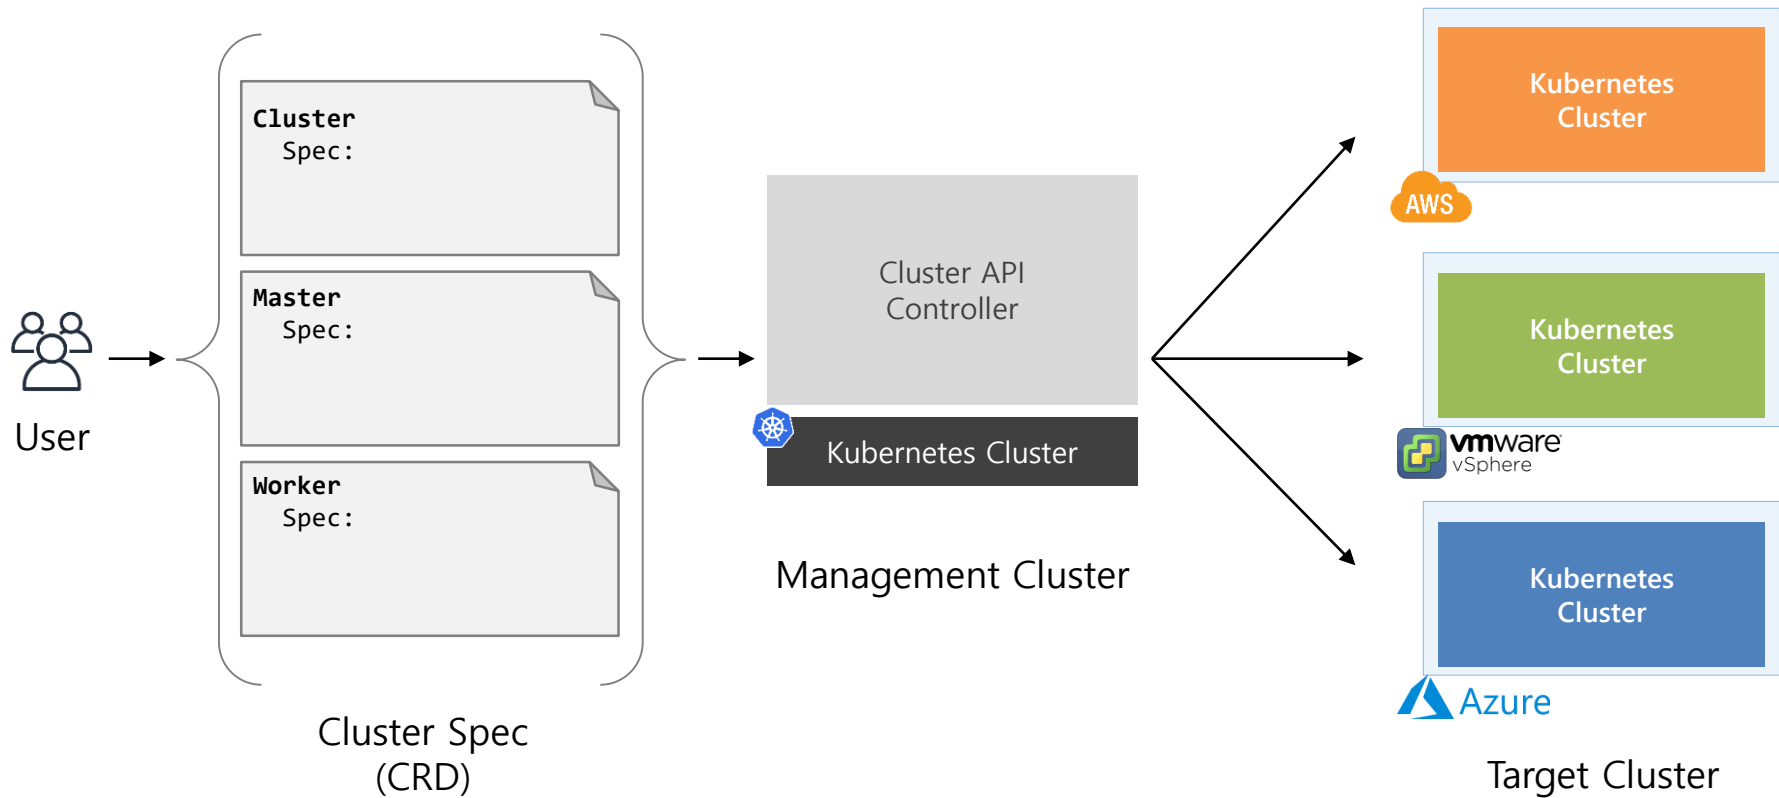 User
Cluster
Spec:
Master
Spec:
Worker
Spec:
Cluster Spec
(CRD)
Cluster API
Controller
Kubernetes Cluster
Management Cluster
Kubernetes
Cluster
AWS
Kubernetes
Cluster
vmware
vSphere
Kubernetes
Cluster
Azure
Target Cluster